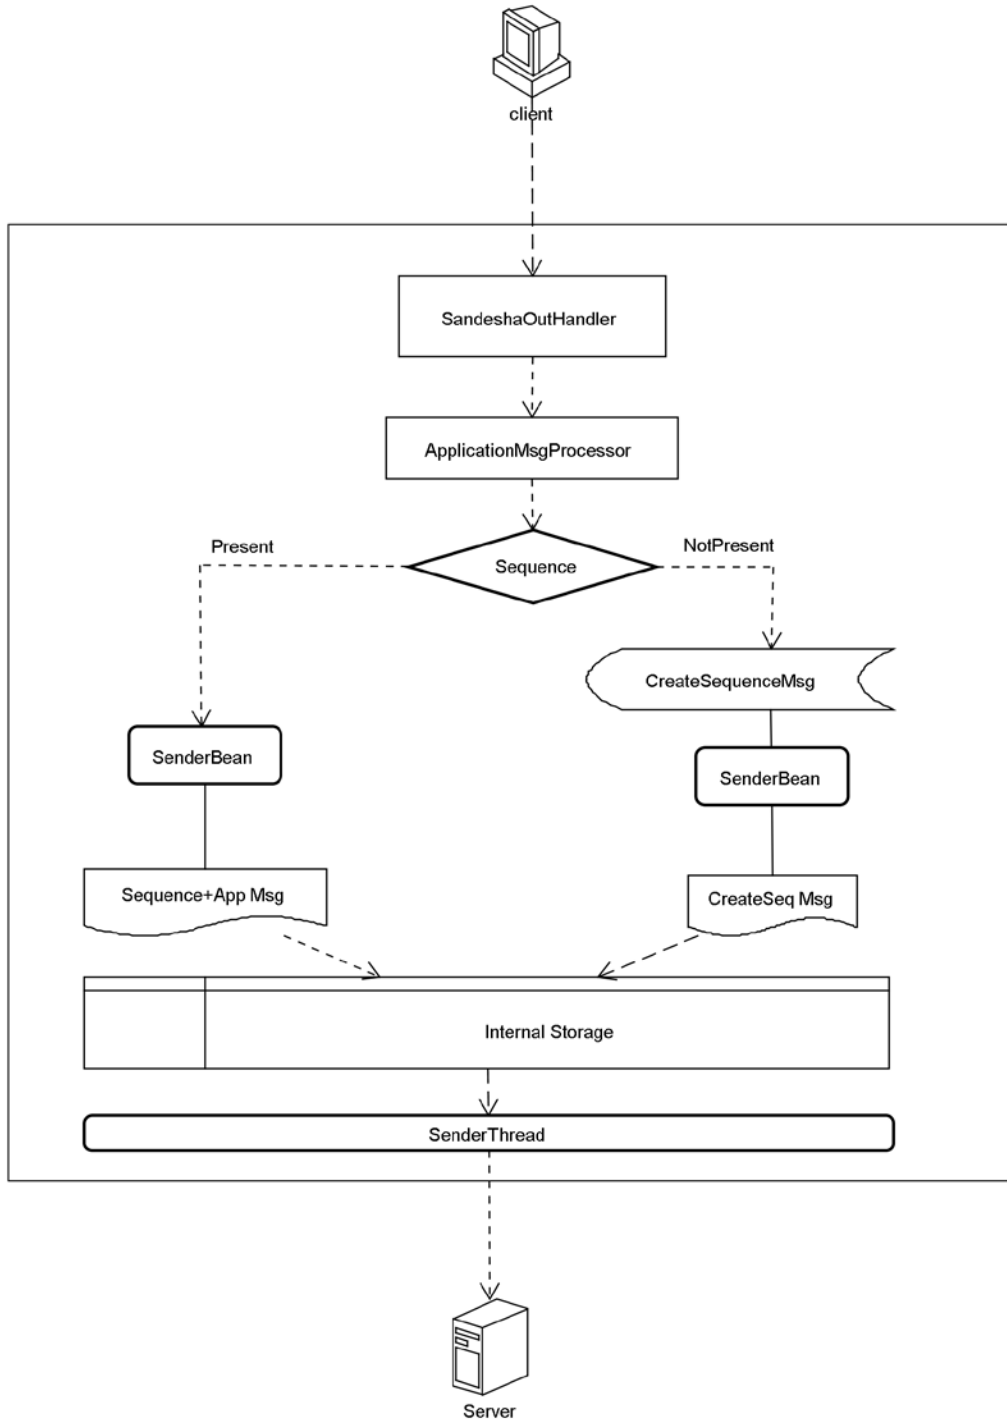 client
SandeshaOutHandler
ApplicationMsgProcessor
Present
NotPresent
Sequence
CreateSequenceMsg
SenderBean
SenderBean
Sequence+App Msg
CreateSeq Msg
Internal Storage
SenderThread
Server